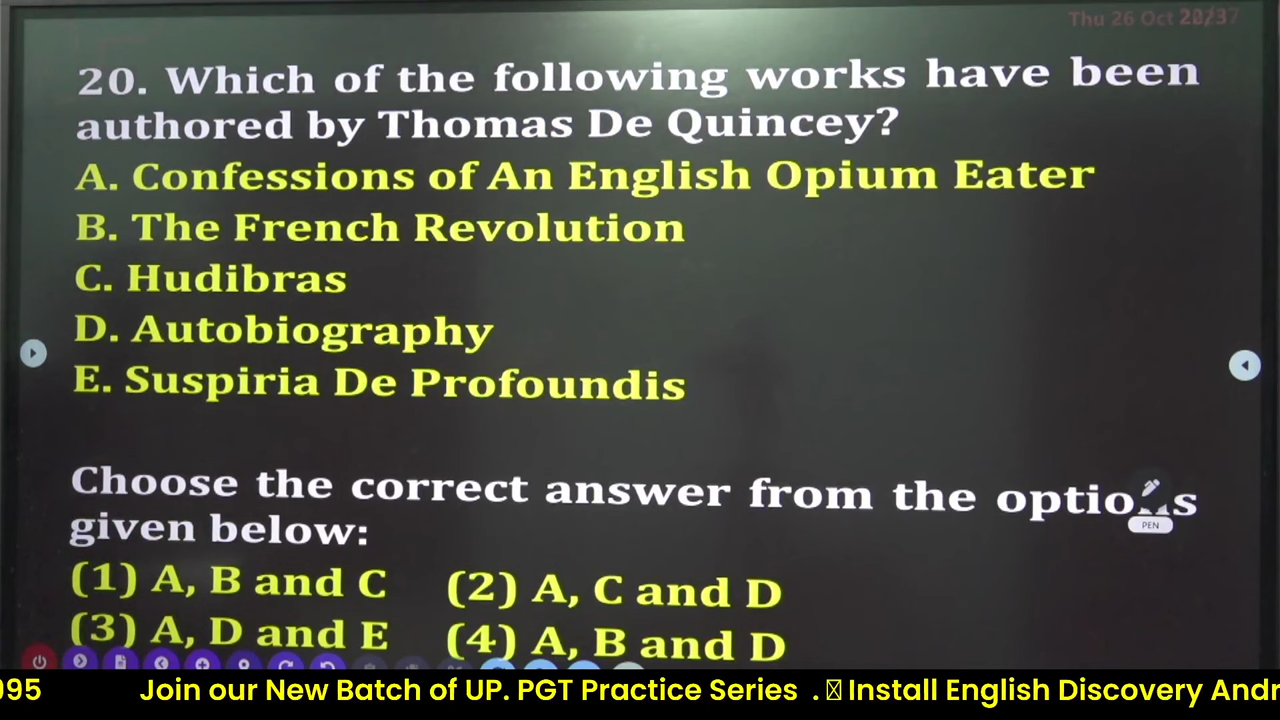 Thu 26 Oct
20. Which of the following works have been
authored by Thomas De Quincey?
A. Confessions of An English Opium Eater
B. The French Revolution
C. Hudibras
D. Autobiography
E. Suspiria De Profoundis
Choose the correct answer from the options
given below:
(1) A, B and C (2) A, C and D
(3) A, D and E (4) A, B and D
PEN
095 Join our New Batch of UP. PGT Practice Series . Install English Discovery Andr